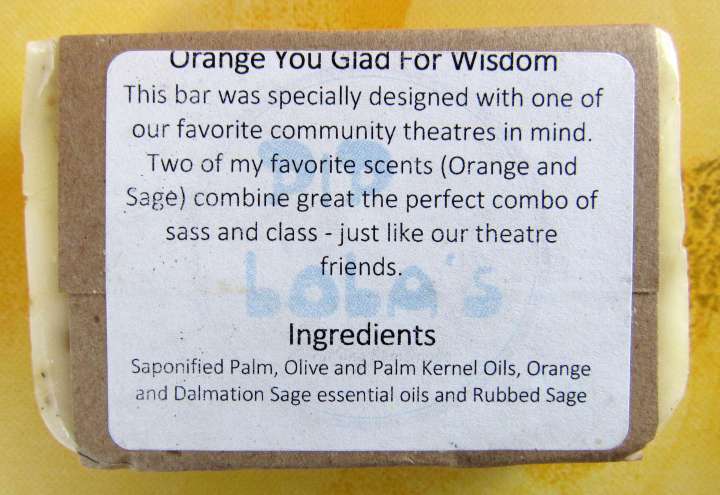 Orange You Glad For Wisdom
This bar was specially designed with one of
our favorite community theatres in mind.
Two of my favorite scents (Orange and
Sage) combine great the perfect combo of
sass and class - just like our theatre
friends.
DiP
LoLA's
Ingredients
Saponified Palm, Olive and Palm Kernel Oils, Orange
and Dalmation Sage essential oils and Rubbed Sage